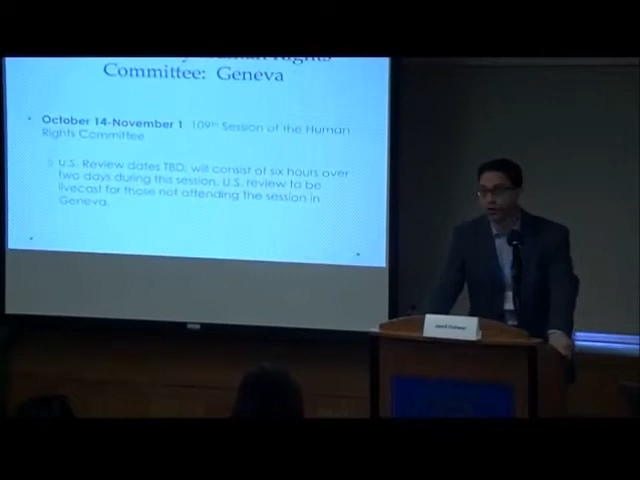 Human Rights
Committee: Geneva
• October 14-November 1 109th Session of the Human
Rights Committee
U.S. Review dates TBD; will consist of six hours over
two days during this session. U.S. review to be
livecast for those not attending the session in
Geneva.